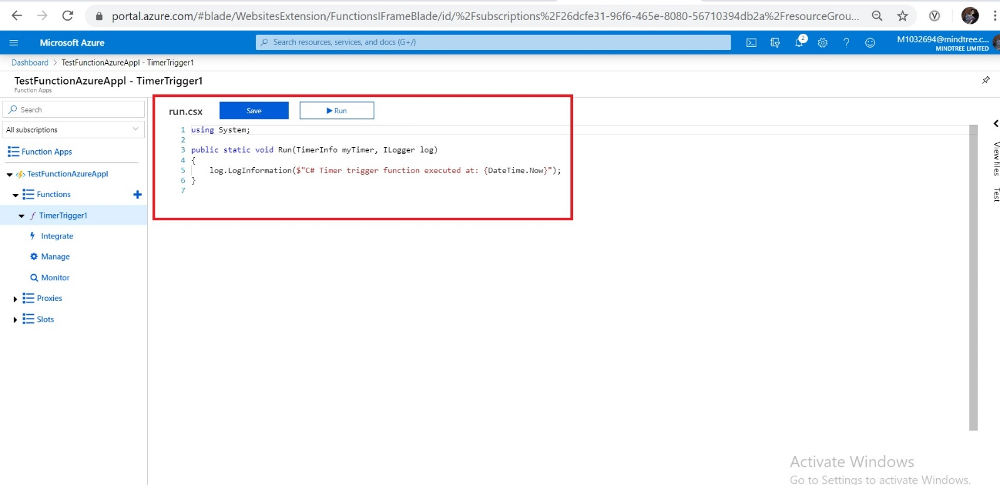 portal.azure.com/#blade/WebsitesExtension/FunctionsIFrameBlade/id/%2Fsubscriptions%2F26dcfe31-96f6-465e-8080-56710394db2a%2FresourceGrou...
Microsoft Azure
Search resources, services, and docs (G+/)
2
M1032694@mindtree.c...
MINDTREE LIMITED
Dashboard > TestFunctionAzureAppI - TimerTrigger1
TestFunctionAzureAppI - TimerTrigger1
Function Apps
Search
All subscriptions
Function Apps
TestFunctionAzureAppI
Functions
TimerTrigger1
Integrate
Manage
Monitor
Proxies
Slots
run.csx
Save
Run
1 using System;
2
3 public static void Run(TimerInfo myTimer, ILogger log)
4 {
5     log.LogInformation($"C# Timer trigger function executed at: {DateTime.Now}");
6 }
7
View files
Test
Activate Windows
Go to Settings to activate Windows.